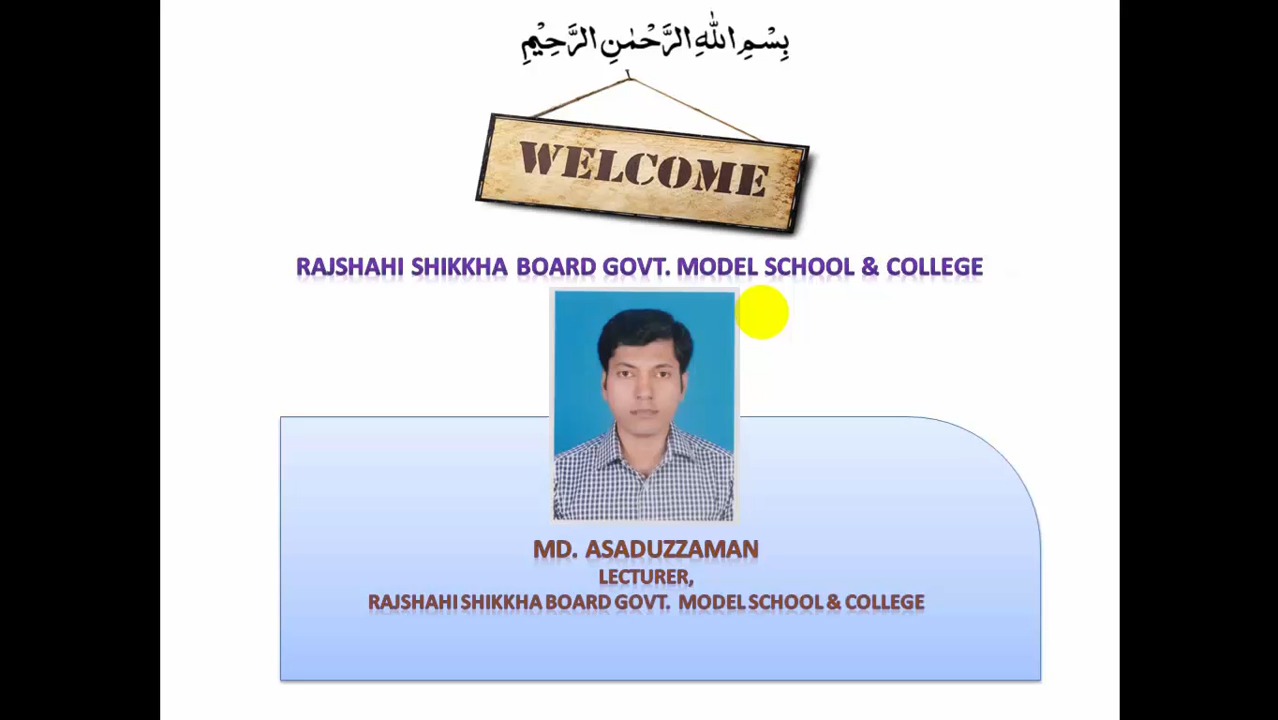 بِسْمِ اللّٰهِ الرَّحْمٰنِ الرَّحِيْمِ
WELCOME
RAJSHAHI SHIKKHA BOARD GOVT. MODEL SCHOOL & COLLEGE
MD. ASADUZZAMAN
LECTURER,
RAJSHAHI SHIKKHA BOARD GOVT. MODEL SCHOOL & COLLEGE